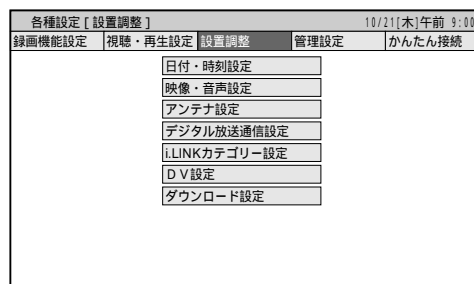 各種設定 [ 設置調整 ] 10/21[木]午前 9:00
録画機能設定 視聴・再生設定 設置調整 管理設定 かんたん接続
日付・時刻設定
映像・音声設定
アンテナ設定
デジタル放送通信設定
i.LINKカテゴリー設定
ＤＶ設定
ダウンロード設定